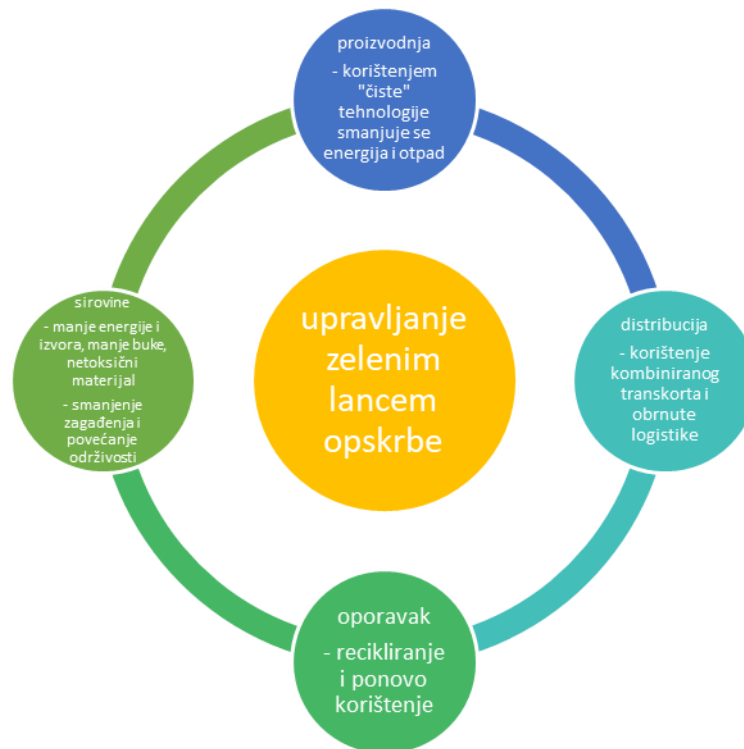 proizvodnja
- korištenjem
"čiste"
tehnologije
smanjuje se
energija i otpad
sirovine
- manje energije i
izvora, manje buke,
netoksični
materijal
- smanjenje
zagađenja i
povećanje
održivosti
upravljanje
zelenim
lancem
opskrbe
distribucija
- korištenje
kombiniranog
transkorta i
obrnute
logistike
oporavak
- recikliranje
i ponovo
korištenje